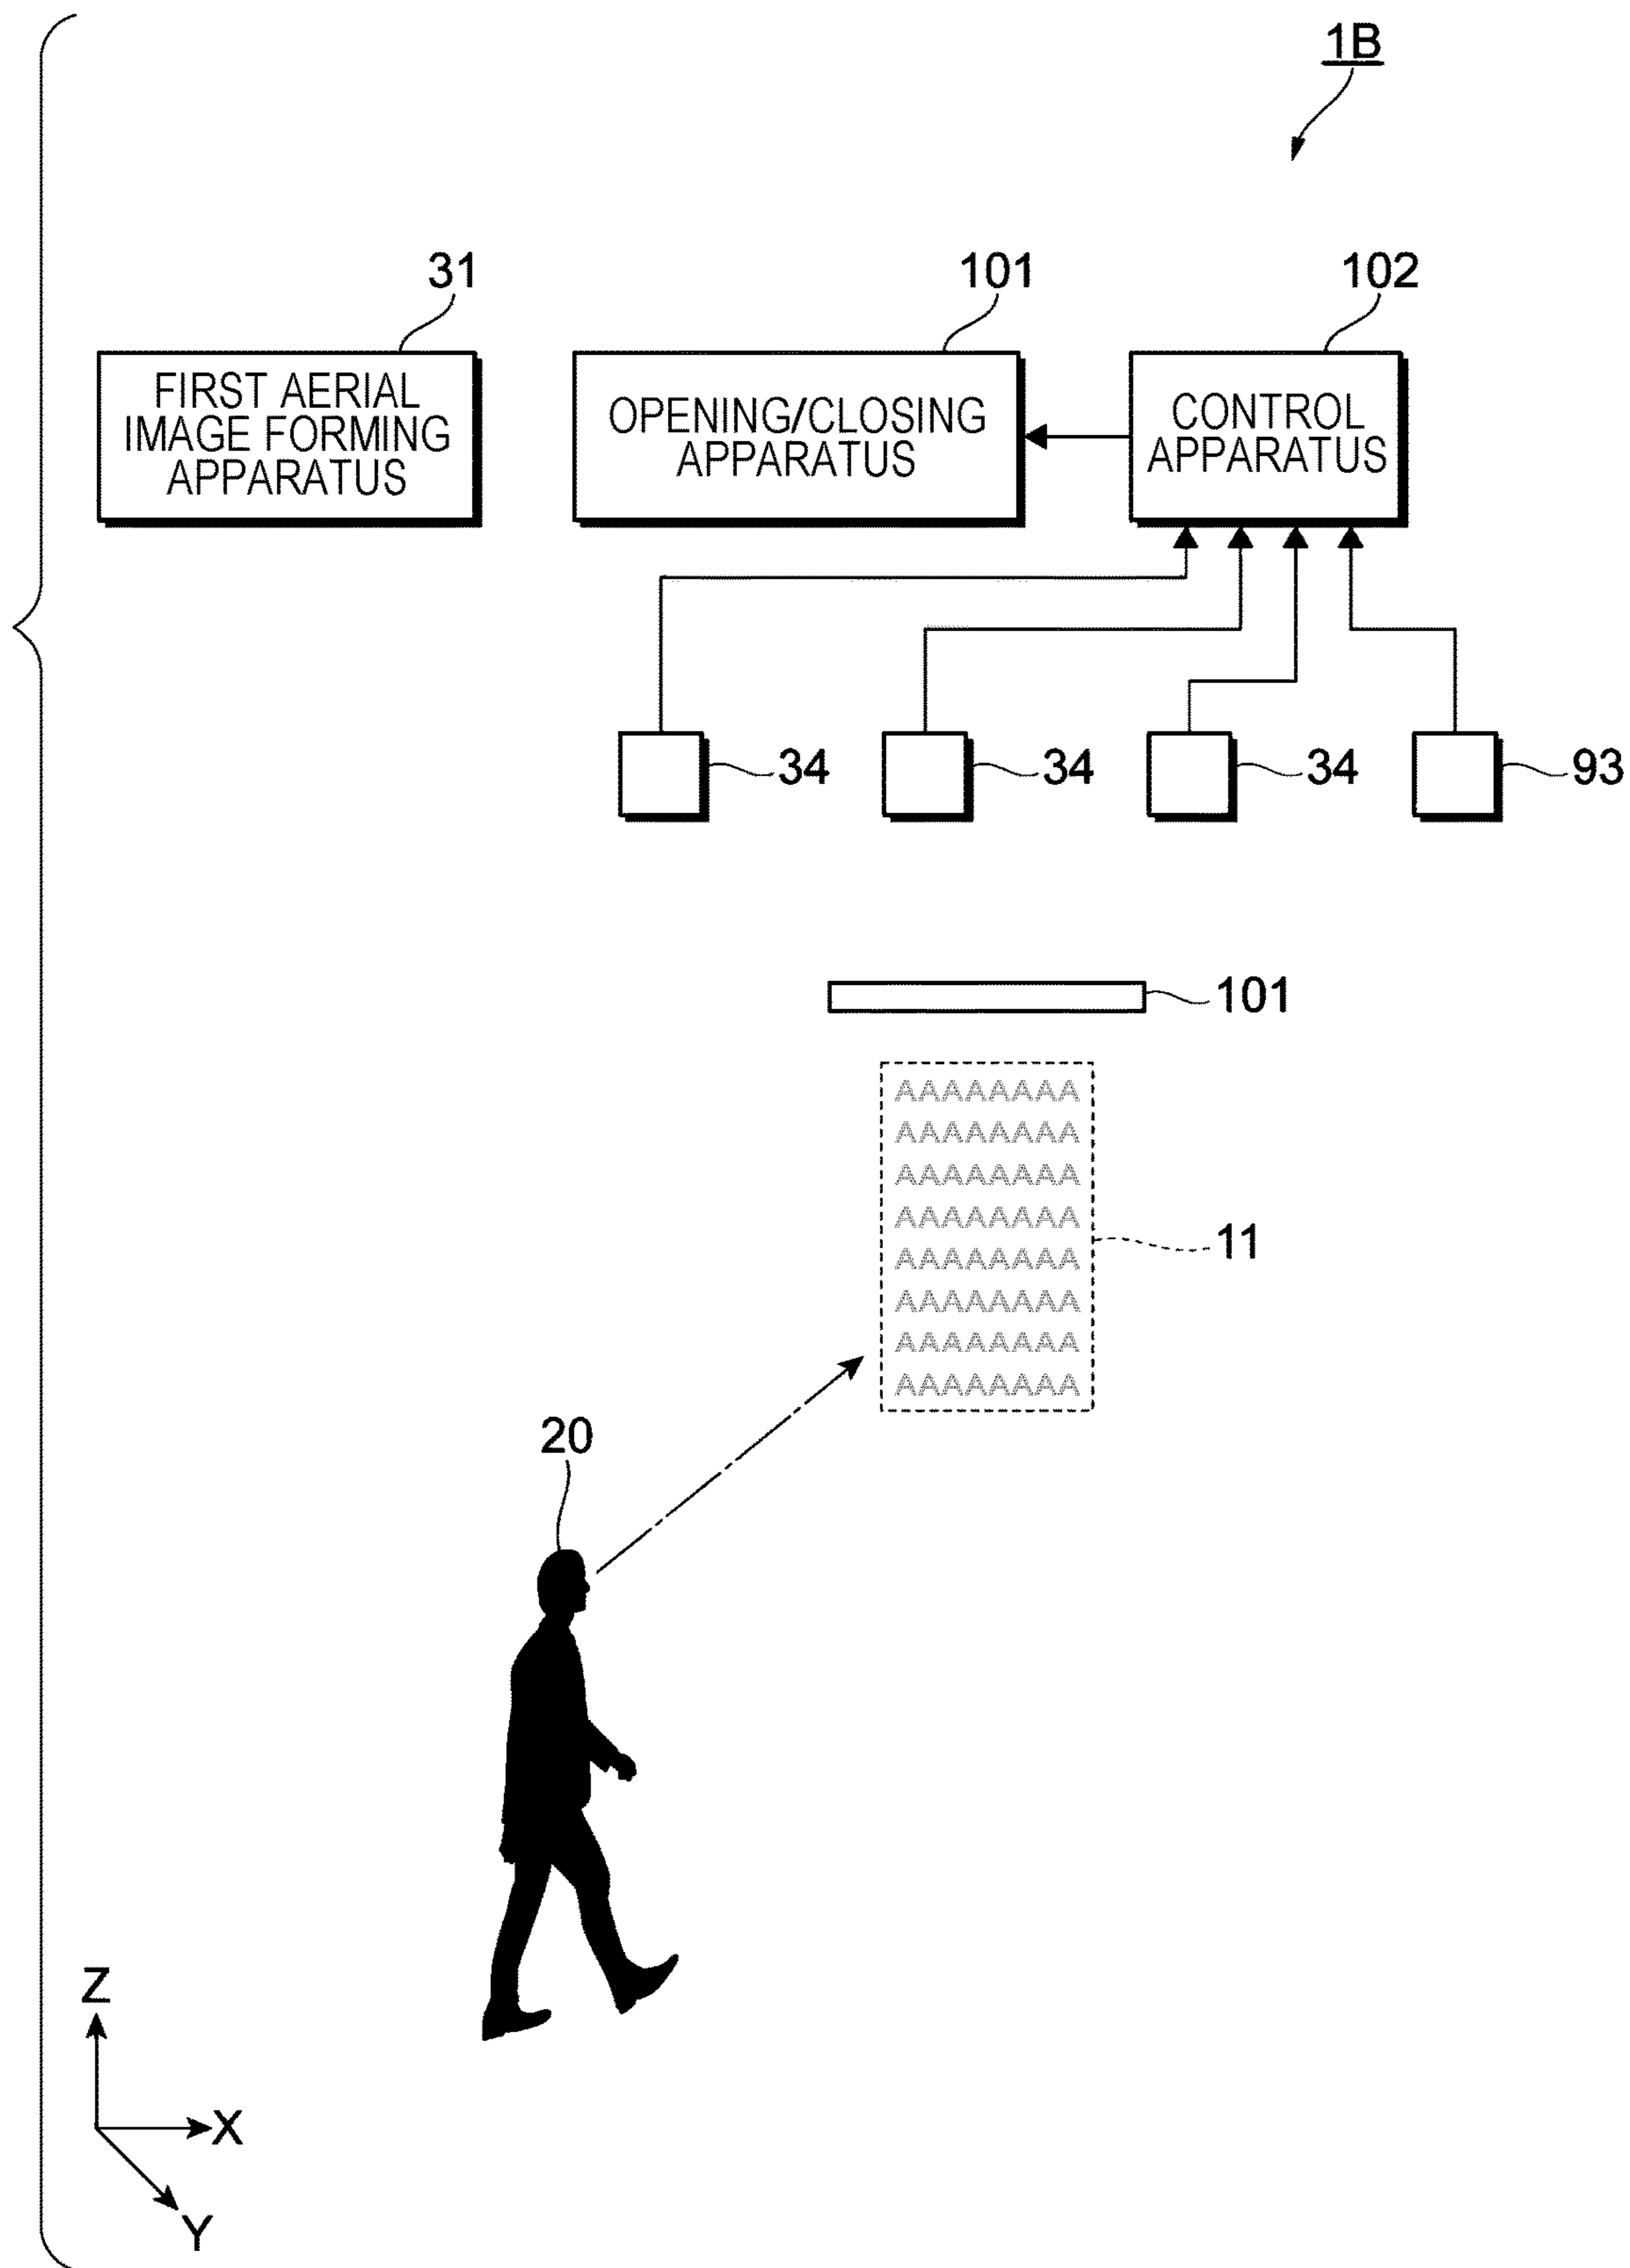 1B
31
101
102
FIRST AERIAL
IMAGE FORMING
APPARATUS
OPENING/CLOSING
APPARATUS
CONTROL
APPARATUS
34
34
34
93
101
AAAAAAAA
AAAAAAAA
AAAAAAAA
AAAAAAAA
AAAAAAAA
AAAAAAAA
AAAAAAAA
AAAAAAAA
11
20
Z
X
Y